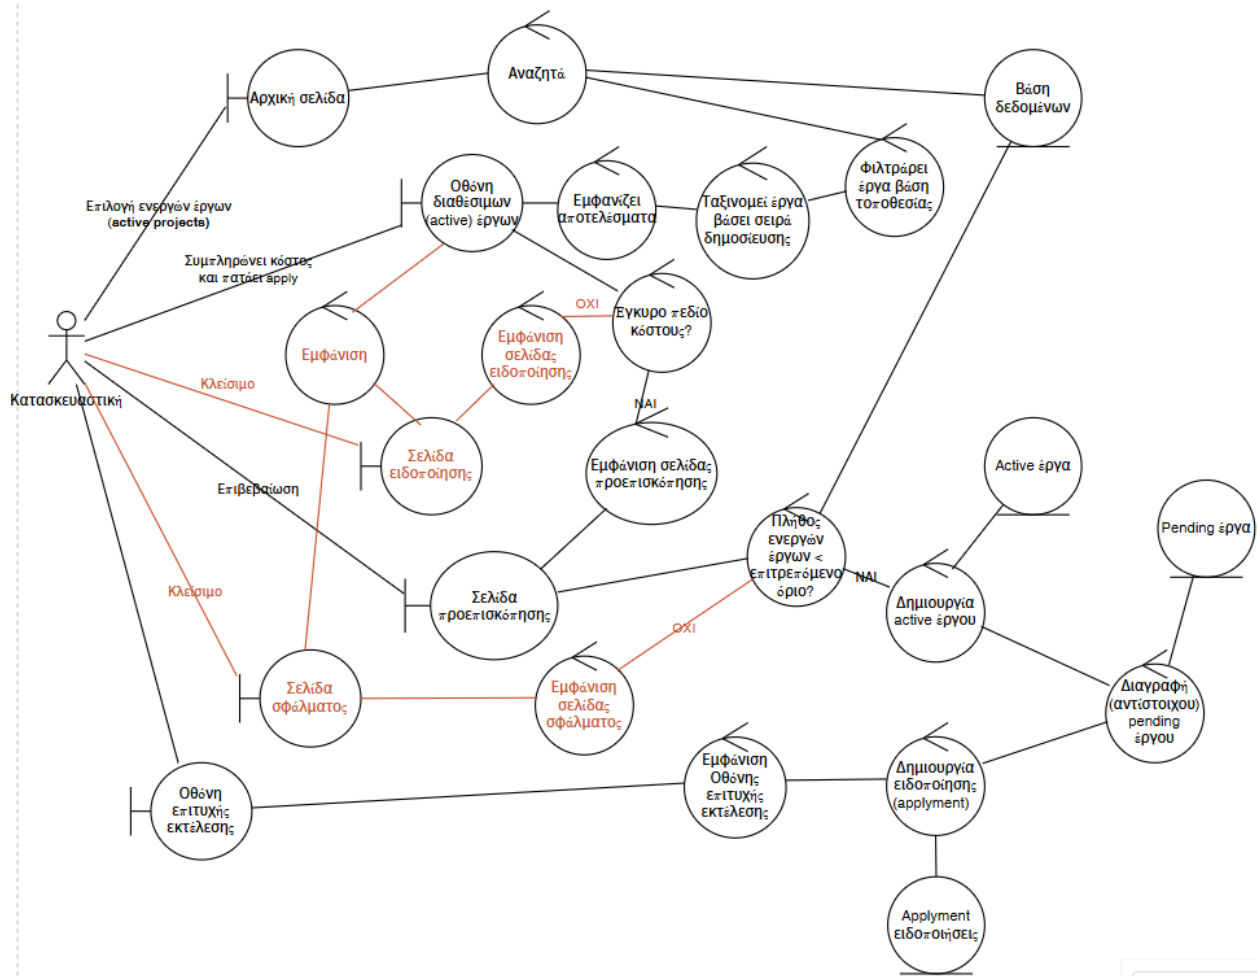 Αρχική σελίδα
Αναζητά
Βάση
δεδομένων
Επιλογή ενεργών έργων
(active projects)
Οθόνη
διαθέσιμων
(active) έργων
Εμφανίζει
αποτελέσματα
Ταξινομεί έργα
βάσει σειρά
δημοσίευσης
Φιλτράρει
έργα βάση
τοποθεσίας
Συμπληρώνει κόστος
και πατάει apply
Εμφάνιση
Εμφάνιση
σελίδας
ειδοποίησης
ΟΧΙ
Έγκυρο πεδίο
κόστους?
Κατασκευαστική
Κλείσιμο
ΝΑΙ
Σελίδα
ειδοποίησης
Εμφάνιση σελίδας
προεπισκόπησης
Active έργα
Επιβεβαίωση
Πλήθος
ενεργών
έργων <
επιτρεπόμενο
όριο?
Pending έργα
Κλείσιμο
Σελίδα
προεπισκόπησης
ΝΑΙ
Δημιουργία
active έργου
ΟΧΙ
Σελίδα
σφάλματος
Εμφάνιση
σελίδας
σφάλματος
Διαγραφή
(αντίστοιχου)
pending
έργου
Οθόνη
επιτυχής
εκτέλεσης
Εμφάνιση
Οθόνης
επιτυχής
εκτέλεσης
Δημιουργία
ειδοποίησης
(applyment)
Applyment
ειδοποιήσεις